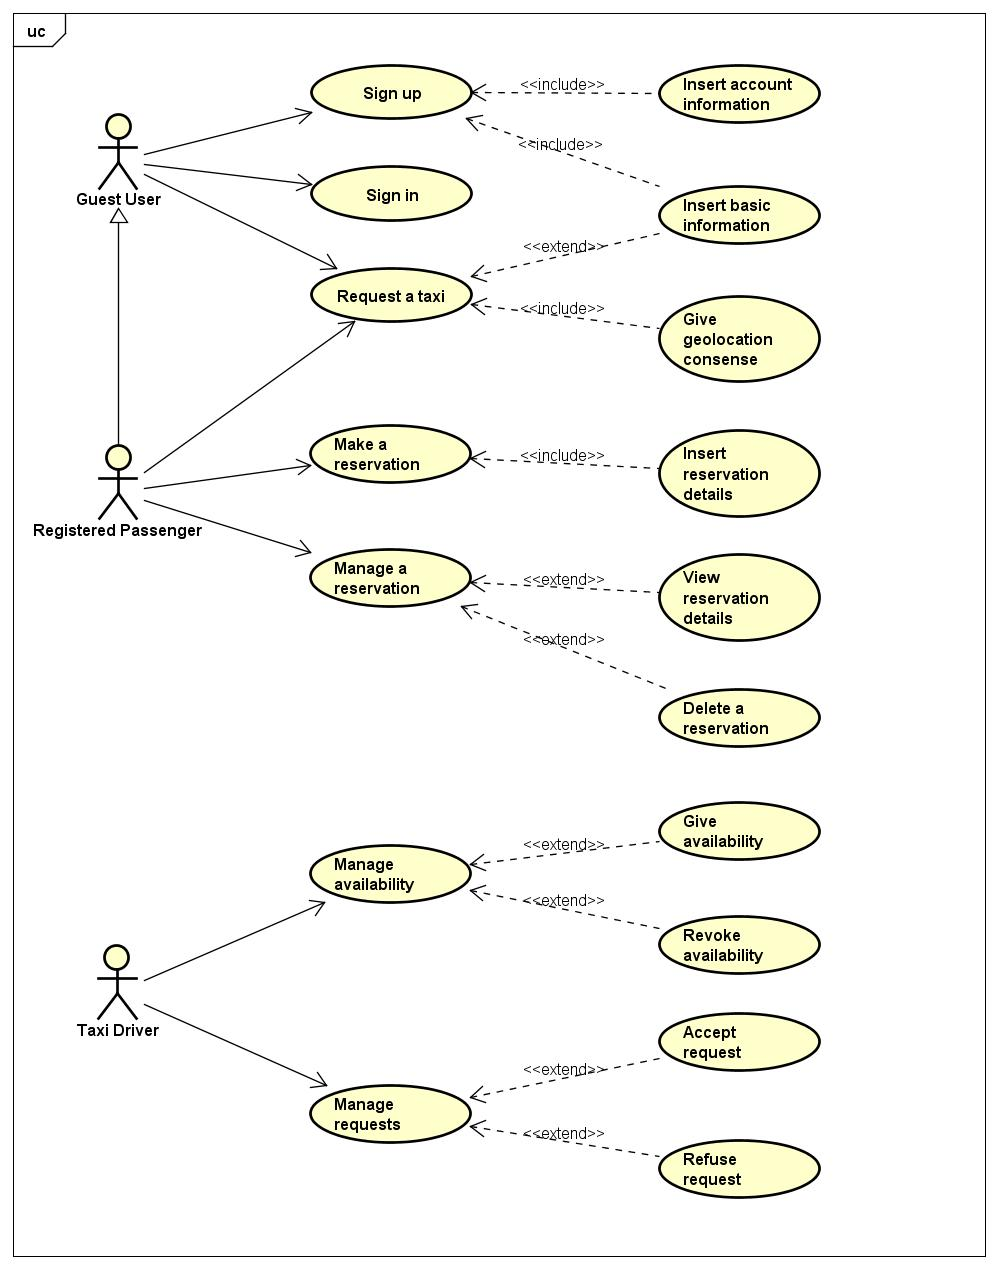 uc
Sign up
<<include>>
Insert account
information
<<include>>
Guest User
Sign in
Insert basic
information
<<extend>>
Request a taxi
<<include>>
Give
geolocation
consense
Make a
reservation
<<include>>
Insert
reservation
details
Registered Passenger
Manage a
reservation
<<extend>>
View
reservation
details
<<extend>>
Delete a
reservation
Give
availability
<<extend>>
Manage
availability
<<extend>>
Revoke
availability
Taxi Driver
Accept
request
<<extend>>
Manage
requests
<<extend>>
Refuse
request